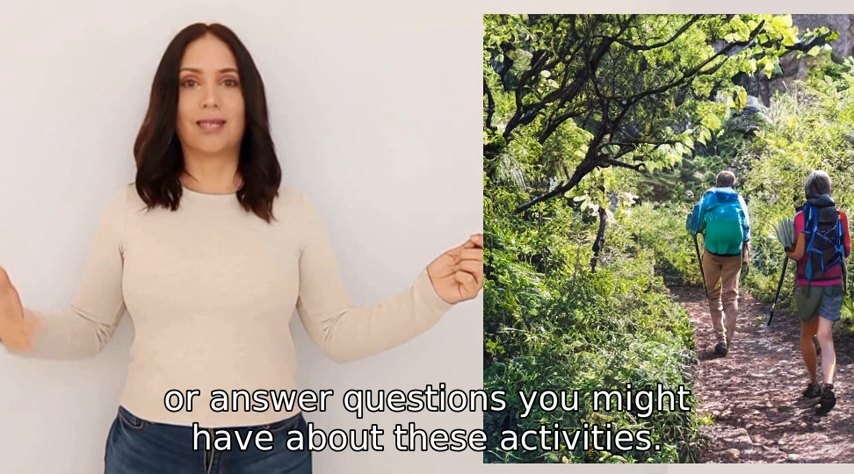 or answer questions you might
have about these activities.